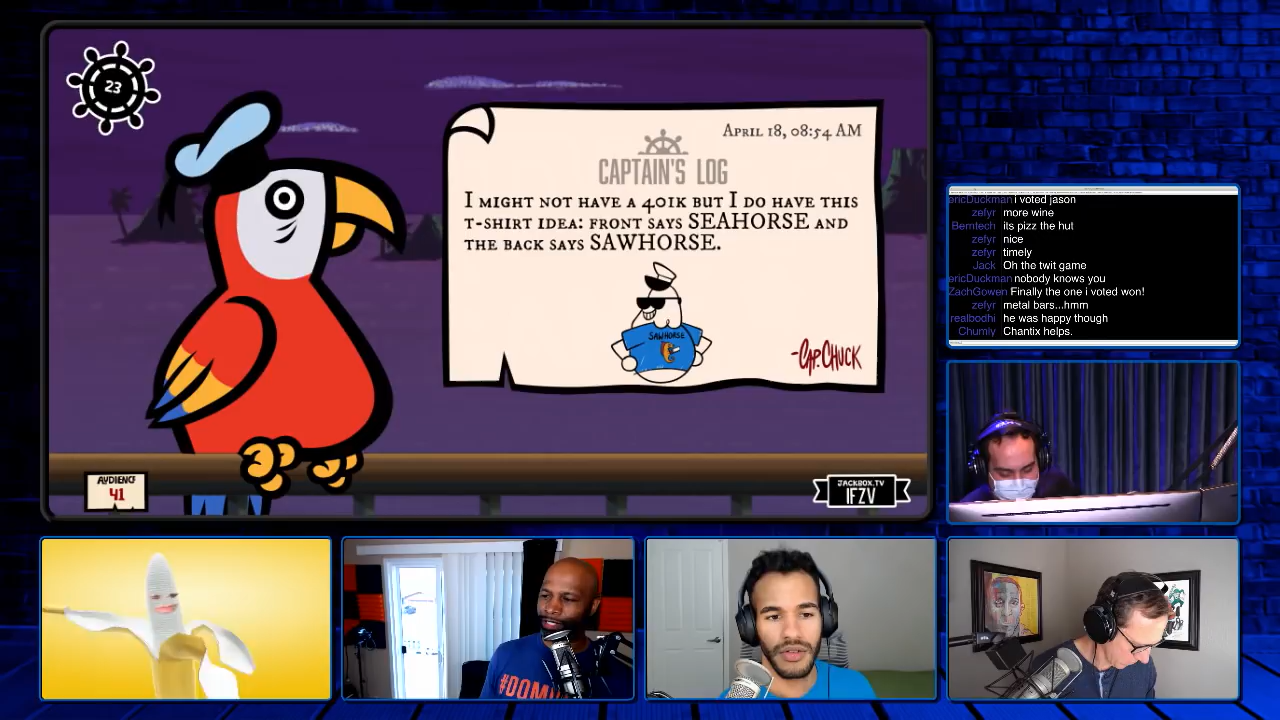 23
April 18, 08:54 AM
CAPTAIN'S LOG
I might not have a 401k but I do have this
t-shirt idea: front says SEAHORSE and
the back says SAWHORSE.
SAWHORSE
-CAP. CHUCK
AUDIENCE
41
JACKBOX.TV
IFZV
ericDuckman i voted jason
zefyr more wine
Bemtech its pizz the hut
zefyr nice
zefyr timely
Jack Oh the twit game
ericDuckman nobody knows you
ZachGowen Finally the one i voted won!
zefyr metal bars...hmm
realbodhi he was happy though
Chumly Chantix helps.